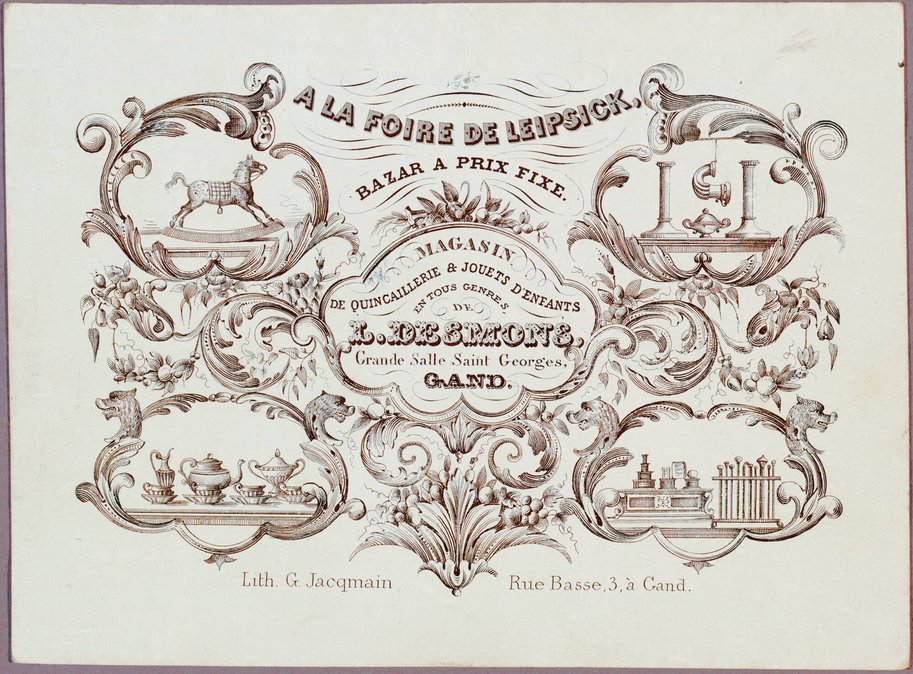 A LA FOIRE DE LEIPSICK,
BAZAR A PRIX FIXE.
MAGASIN
DE QUINCAILLERIE & JOUETS D'ENFANTS
EN TOUS GENRES,
DE
L. DESMONS,
Grande Salle Saint Georges,
GAND.
Lith. G. Jacqmain Rue Basse, 3, à Gand.